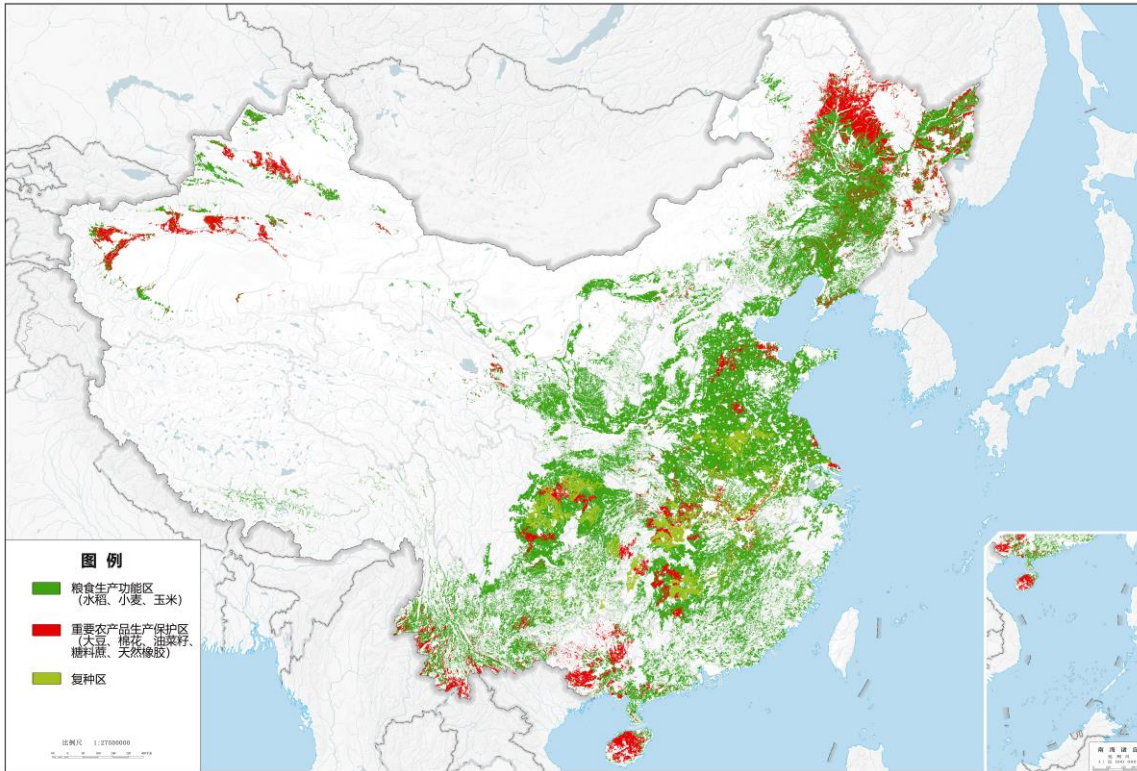 图例
粮食生产功能区
（水稻、小麦、玉米）
重要农产品生产保护区
（大豆、棉花、油菜籽、
糖料蔗、天然橡胶）
复种区
比例尺 1:27500000
南海诸岛